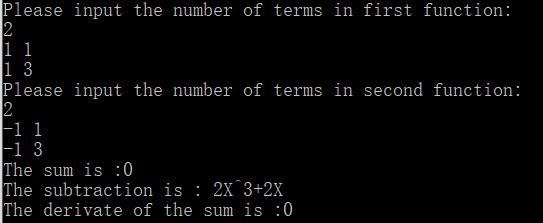 Please input the number of terms in first function:
2
1 1
1 3
Please input the number of terms in second function:
2
-1 1
-1 3
The sum is :0
The subtraction is : 2X^3+2X
The derivate of the sum is :0